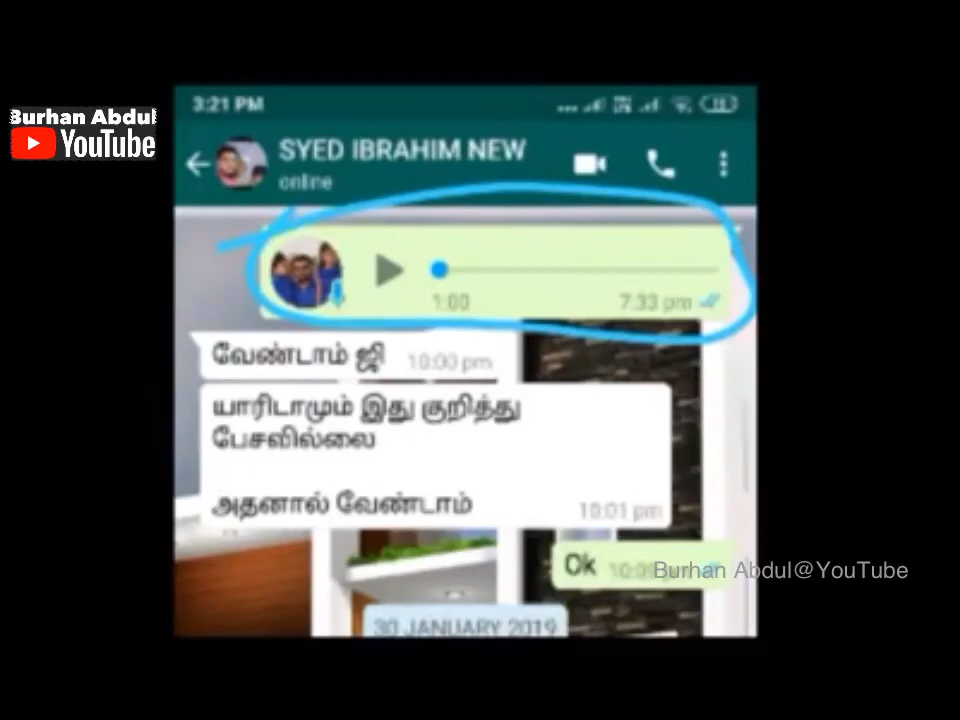 Burhan Abdul
YouTube
3:21 PM
SYED IBRAHIM NEW
online
1:00
7:33 pm
வேண்டாம் ஜி
10:00 pm
யாரிடாமும் இது குறித்து
பேசவில்லை
அதனால் வேண்டாம்
10:01 pm
Ok
Burhan Abdul@YouTube
30 JANUARY 2019